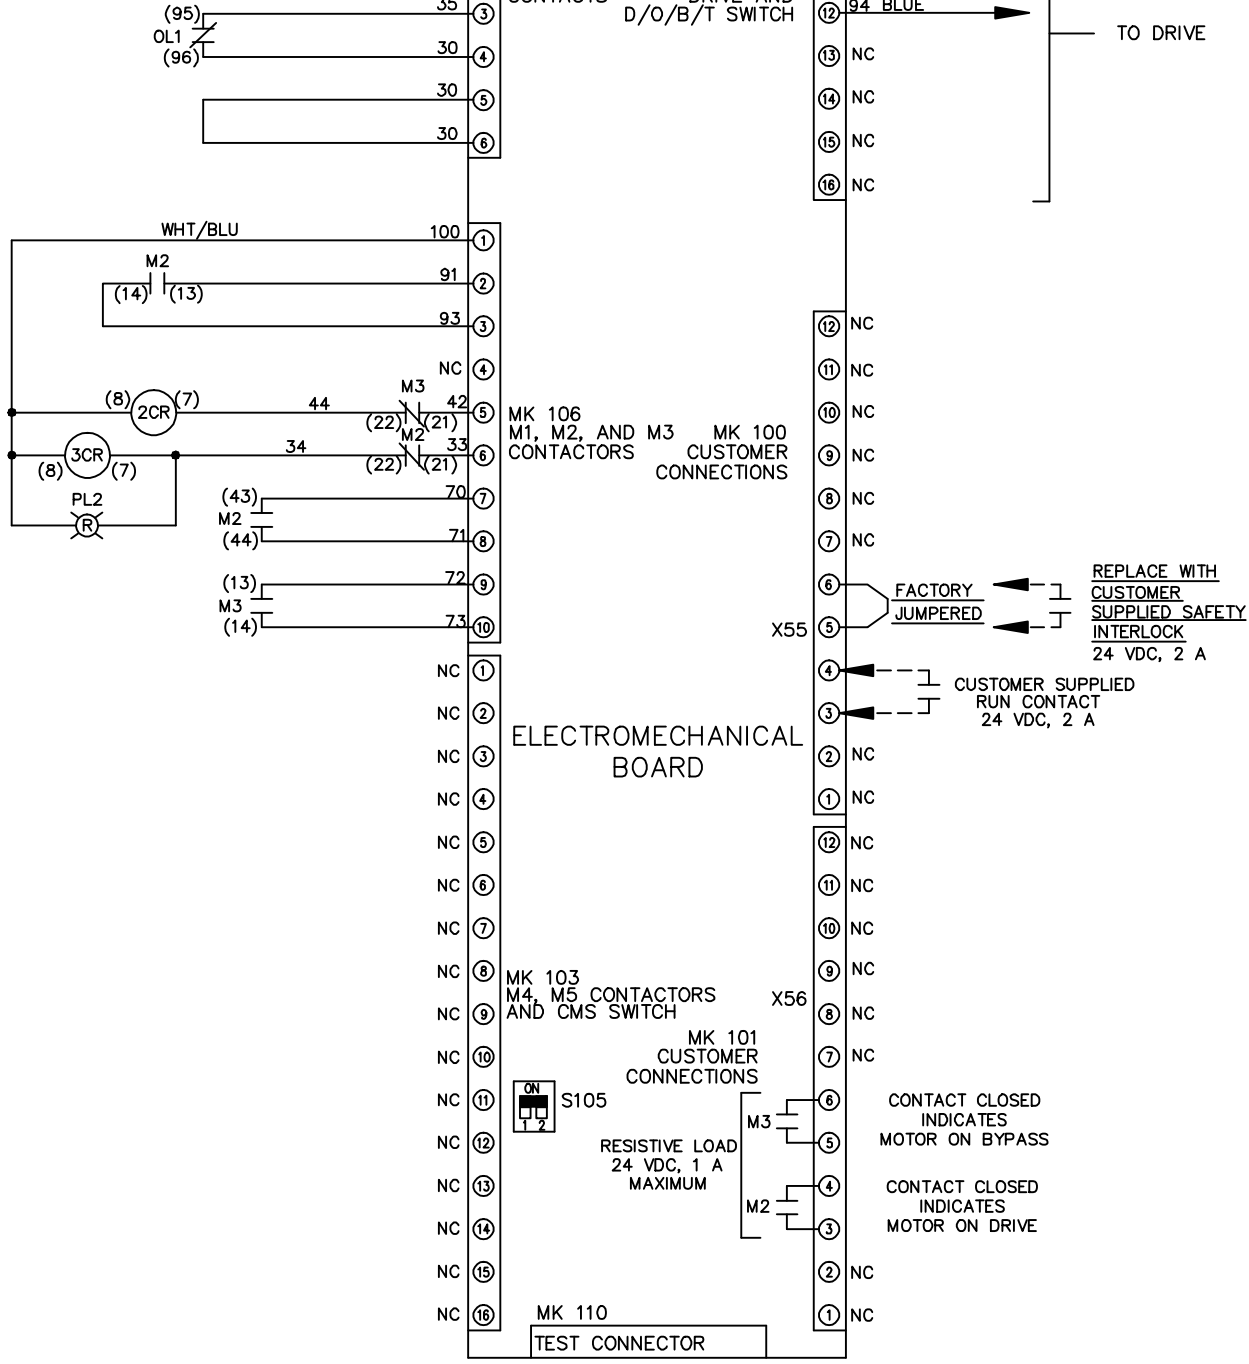 35 (3) CONTACTS DRIVE AND
D/O/B/T SWITCH (12) 94 BLUE
(95)
OL1
(96)
30 (4)
30 (5)
30 (6)
TO DRIVE
(13) NC
(14) NC
(15) NC
(16) NC
WHT/BLU 100 (1)
M2
(14) (13) 91 (2)
93 (3)
NC (4)
(8) 2CR (7) 44 M3
(22) (21) 42 (5)
(8) 3CR (7) 34 M2
(22) (21) 33 (6)
PL2
R
(43) 70 (7)
M2
(44) 71 (8)
(13) 72 (9)
M3
(14) 73 (10)
MK 106
M1, M2, AND M3
CONTACTORS
MK 100
CUSTOMER
CONNECTIONS
(12) NC
(11) NC
(10) NC
(9) NC
(8) NC
(7) NC
(6)
X55 (5)
FACTORY
JUMPERED
REPLACE WITH
CUSTOMER
SUPPLIED SAFETY
INTERLOCK
24 VDC, 2 A
(4)
(3)
CUSTOMER SUPPLIED
RUN CONTACT
24 VDC, 2 A
(2) NC
(1) NC
ELECTROMECHANICAL
BOARD
NC (1)
NC (2)
NC (3)
NC (4)
NC (5)
NC (6)
NC (7)
NC (8)
NC (9)
NC (10)
NC (11)
NC (12)
NC (13)
NC (14)
NC (15)
NC (16)
MK 103
M4, M5 CONTACTORS
AND CMS SWITCH
ON
1 2
S105
(12) NC
(11) NC
(10) NC
(9) NC
X56
(8) NC
(7) NC
MK 101
CUSTOMER
CONNECTIONS
RESISTIVE LOAD
24 VDC, 1 A
MAXIMUM
M3 (6)
(5)
CONTACT CLOSED
INDICATES
MOTOR ON BYPASS
M2 (4)
(3)
CONTACT CLOSED
INDICATES
MOTOR ON DRIVE
(2) NC
(1) NC
MK 110
TEST CONNECTOR